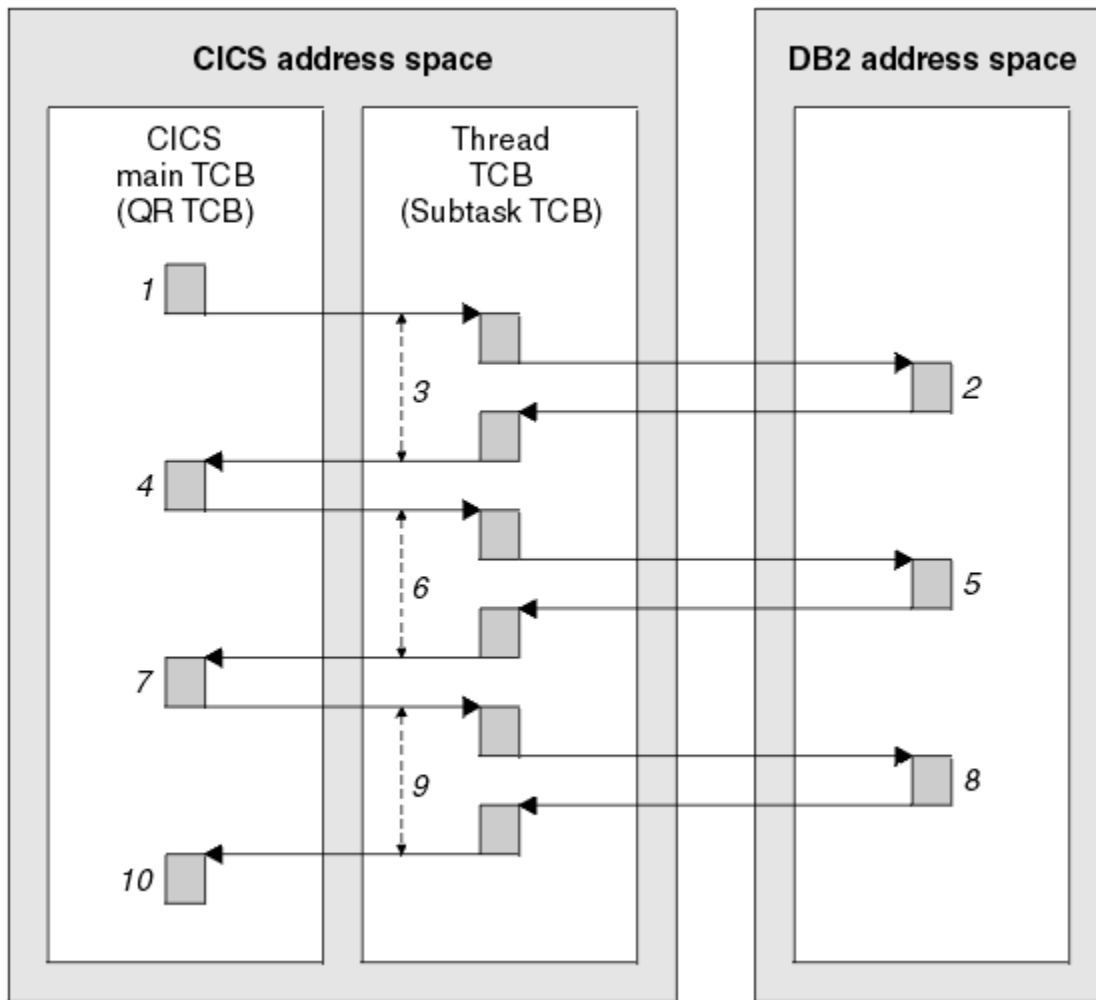 CICS address space
DB2 address space
CICS
main TCB
(QR TCB)
Thread
TCB
(Subtask TCB)
1
3
2
4
6
5
7
9
8
10